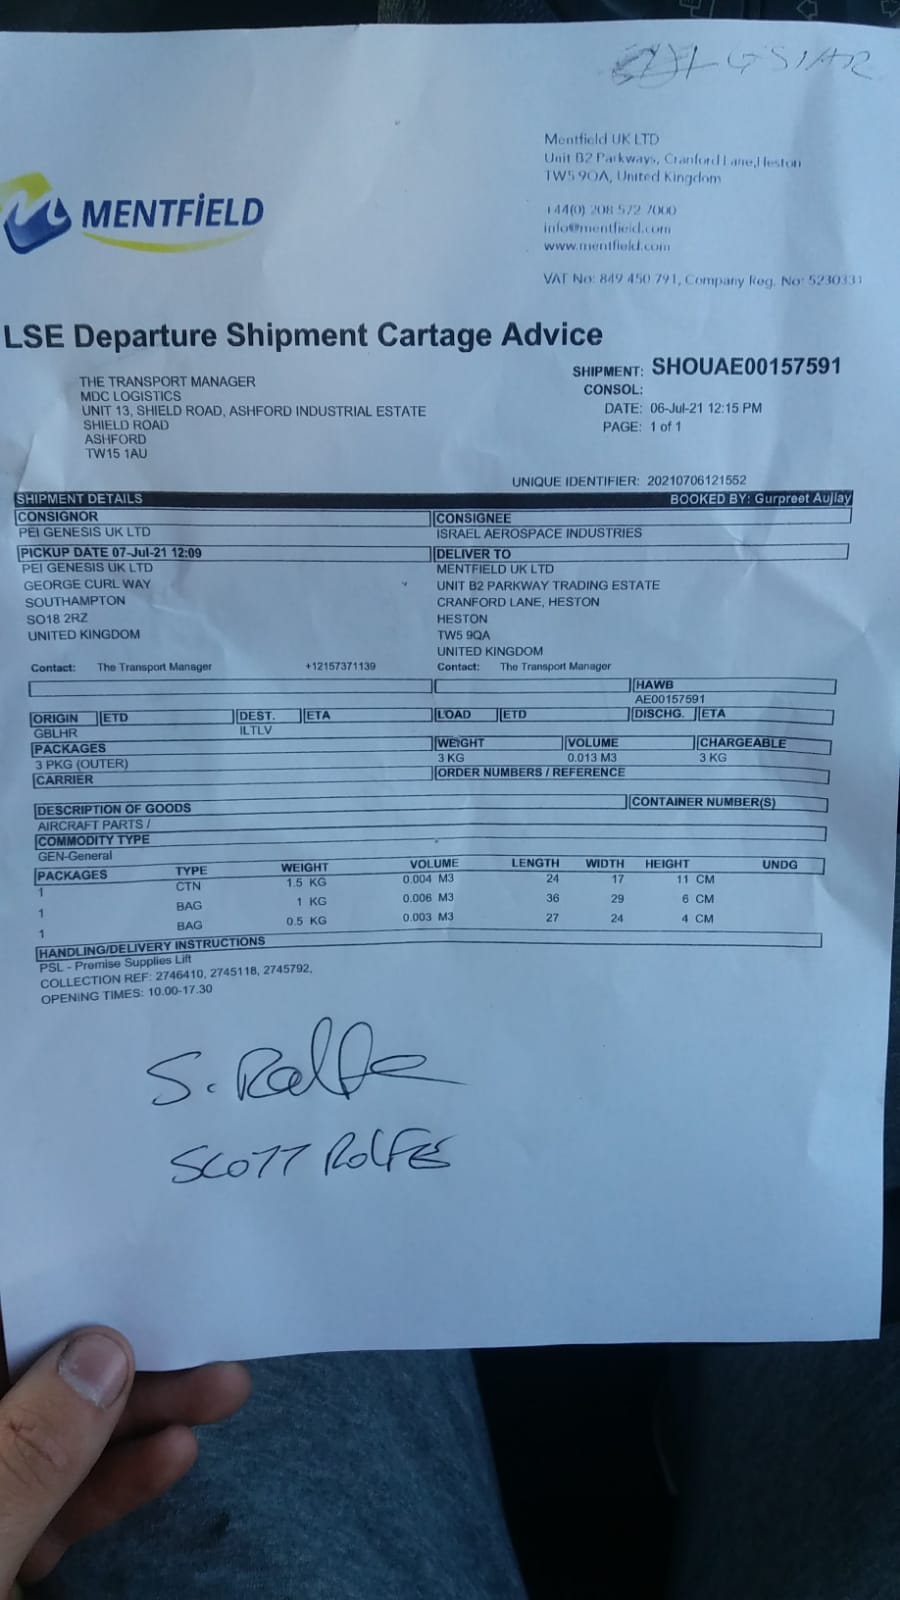 GSTAR
Mentfield UK LTD
Unit B2 Parkways, Cranford Lane,Heston
TW5 9QA, United Kingdom
+44(0) 208 572 7000
info@mentfield.com
www.mentfield.com
VAT No: 849 450 791, Company Reg. No: 5230331
MENTFİELD
LSE Departure Shipment Cartage Advice
THE TRANSPORT MANAGER
MDC LOGISTICS
UNIT 13, SHIELD ROAD, ASHFORD INDUSTRIAL ESTATE
SHIELD ROAD
ASHFORD
TW15 1AU
SHIPMENT: SHOUAE00157591
CONSOL:
DATE: 06-Jul-21 12:15 PM
PAGE: 1 of 1
UNIQUE IDENTIFIER: 20210706121552
SHIPMENT DETAILS BOOKED BY: Gurpreet Aujlay
CONSIGNOR CONSIGNEE
PEI GENESIS UK LTD ISRAEL AEROSPACE INDUSTRIES
PICKUP DATE 07-Jul-21 12:09 DELIVER TO
PEI GENESIS UK LTD MENTFIELD UK LTD
GEORGE CURL WAY UNIT B2 PARKWAY TRADING ESTATE
SOUTHAMPTON CRANFORD LANE, HESTON
SO18 2RZ HESTON
UNITED KINGDOM TW5 9QA
UNITED KINGDOM
Contact: The Transport Manager +12157371139 Contact: The Transport Manager
HAWB
AE00157591
ORIGIN ETD DEST. ETA LOAD ETD DISCHG. ETA
GBLHR ILTLV
PACKAGES WEIGHT VOLUME CHARGEABLE
3 PKG (OUTER) 3 KG 0.013 M3 3 KG
CARRIER ORDER NUMBERS / REFERENCE
DESCRIPTION OF GOODS CONTAINER NUMBER(S)
AIRCRAFT PARTS /
COMMODITY TYPE
GEN-General
PACKAGES TYPE WEIGHT VOLUME LENGTH WIDTH HEIGHT UNDG
1 CTN 1.5 KG 0.004 M3 24 17 11 CM
1 BAG 1 KG 0.006 M3 36 29 6 CM
1 BAG 0.5 KG 0.003 M3 27 24 4 CM
HANDLING/DELIVERY INSTRUCTIONS
PSL - Premise Supplies Lift
COLLECTION REF: 2746410, 2745118, 2745792,
OPENING TIMES: 10.00-17.30
S. Rolfe
SCOTT ROLFES